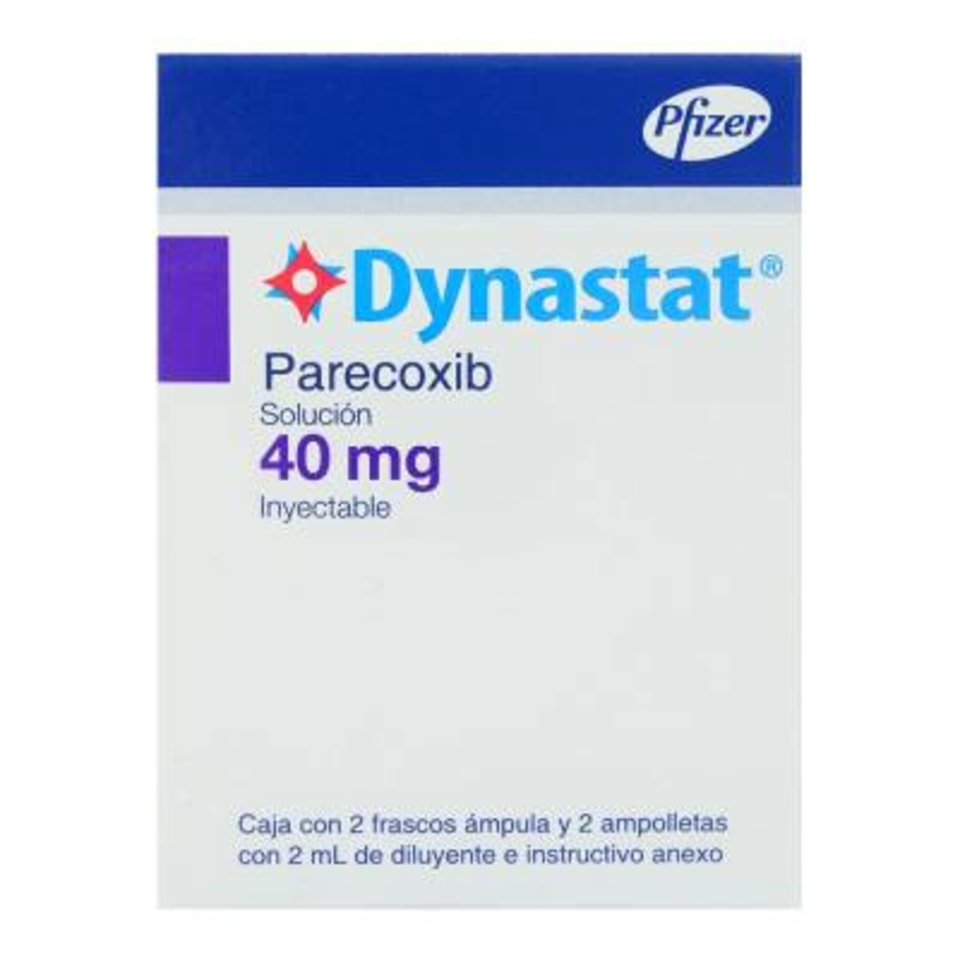 Pfizer
Dynastat®
Parecoxib
Solución
40 mg
Inyectable
Caja con 2 frascos ámpula y 2 ampolletas
con 2 mL de diluyente e instructivo anexo